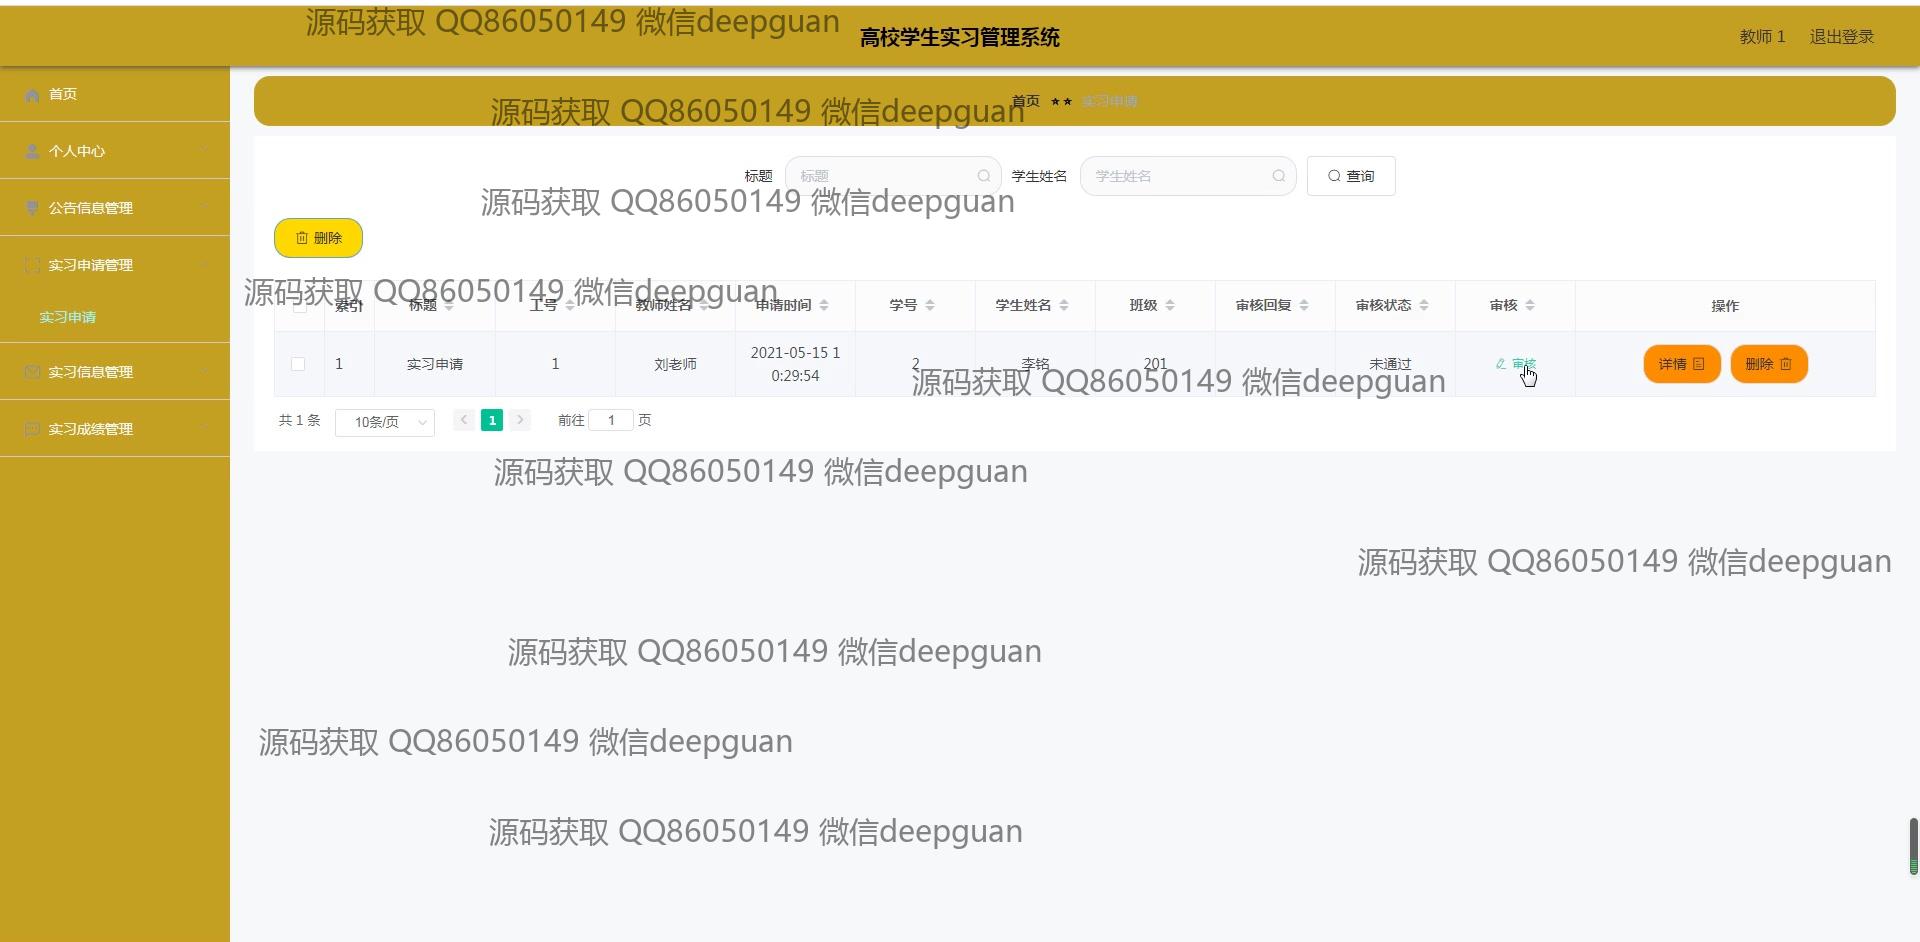 源码获取 QQ86050149 微信deepguan
高校学生实习管理系统
教师 1 退出登录
首页
个人中心
公告信息管理
实习申请管理
实习申请
实习信息管理
实习成绩管理
首页 ★★ 实习申请
源码获取 QQ86050149 微信deepguan
标题 标题 学生姓名 学生姓名 查询
源码获取 QQ86050149 微信deepguan
删除
源码获取 QQ86050149 微信deepguan
索引 标题 工号 教师姓名 申请时间 学号 学生姓名 班级 审核回复 审核状态 审核 操作
1 实习申请 1 刘老师 2021-05-15 1
0:29:54 2 李铭 201 未通过 审核 详情 删除
源码获取 QQ86050149 微信deepguan
共 1 条 10条/页 1 前往 1 页
源码获取 QQ86050149 微信deepguan
源码获取 QQ86050149 微信deepguan
源码获取 QQ86050149 微信deepguan
源码获取 QQ86050149 微信deepguan
源码获取 QQ86050149 微信deepguan